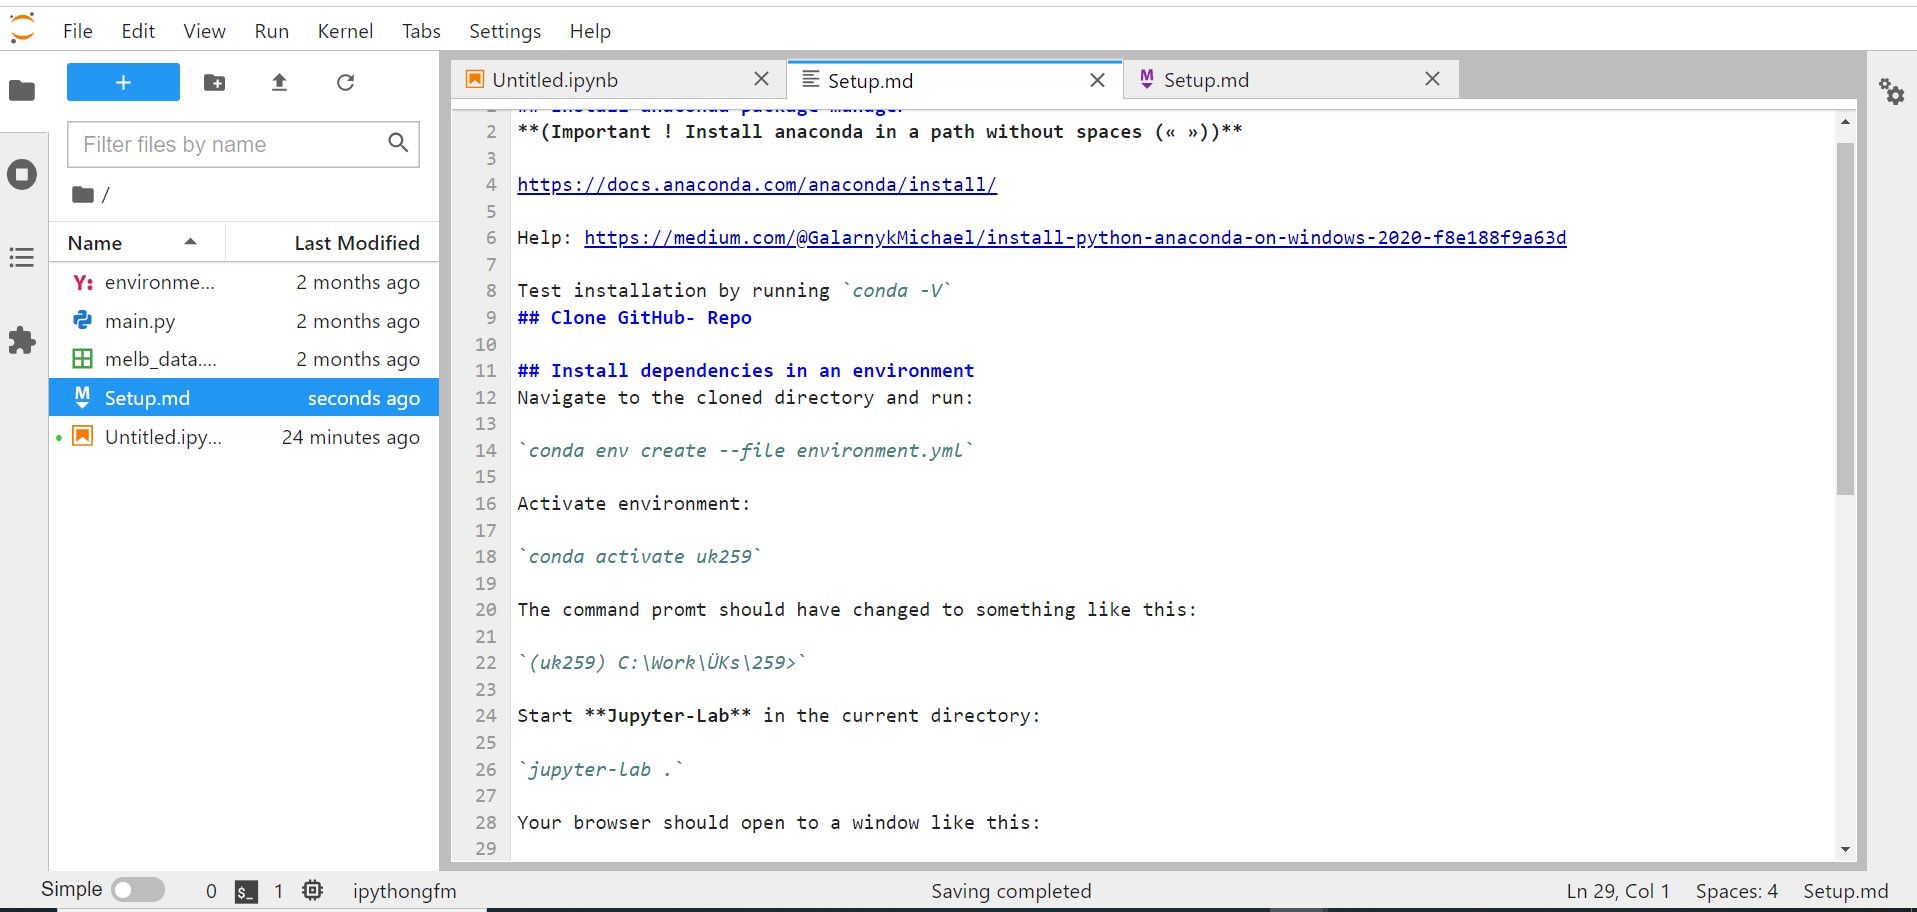 File Edit View Run Kernel Tabs Settings Help
+
Filter files by name
/
Name Last Modified
Y: environme... 2 months ago
main.py 2 months ago
melb_data.... 2 months ago
M Setup.md seconds ago
Untitled.ipy... 24 minutes ago
Untitled.ipynb Setup.md M Setup.md
## Install anaconda package manager
2 **(Important ! Install anaconda in a path without spaces (« »))**
3
4 https://docs.anaconda.com/anaconda/install/
5
6 Help: https://medium.com/@GalarnykMichael/install-python-anaconda-on-windows-2020-f8e188f9a63d
7
8 Test installation by running `conda -V`
9 ## Clone GitHub- Repo
10
11 ## Install dependencies in an environment
12 Navigate to the cloned directory and run:
13
14 `conda env create --file environment.yml`
15
16 Activate environment:
17
18 `conda activate uk259`
19
20 The command promt should have changed to something like this:
21
22 `(uk259) C:\Work\ÜKs\259>`
23
24 Start **Jupyter-Lab** in the current directory:
25
26 `jupyter-lab .`
27
28 Your browser should open to a window like this:
29
Simple 0 $_ 1 ipythongfm Saving completed Ln 29, Col 1 Spaces: 4 Setup.md